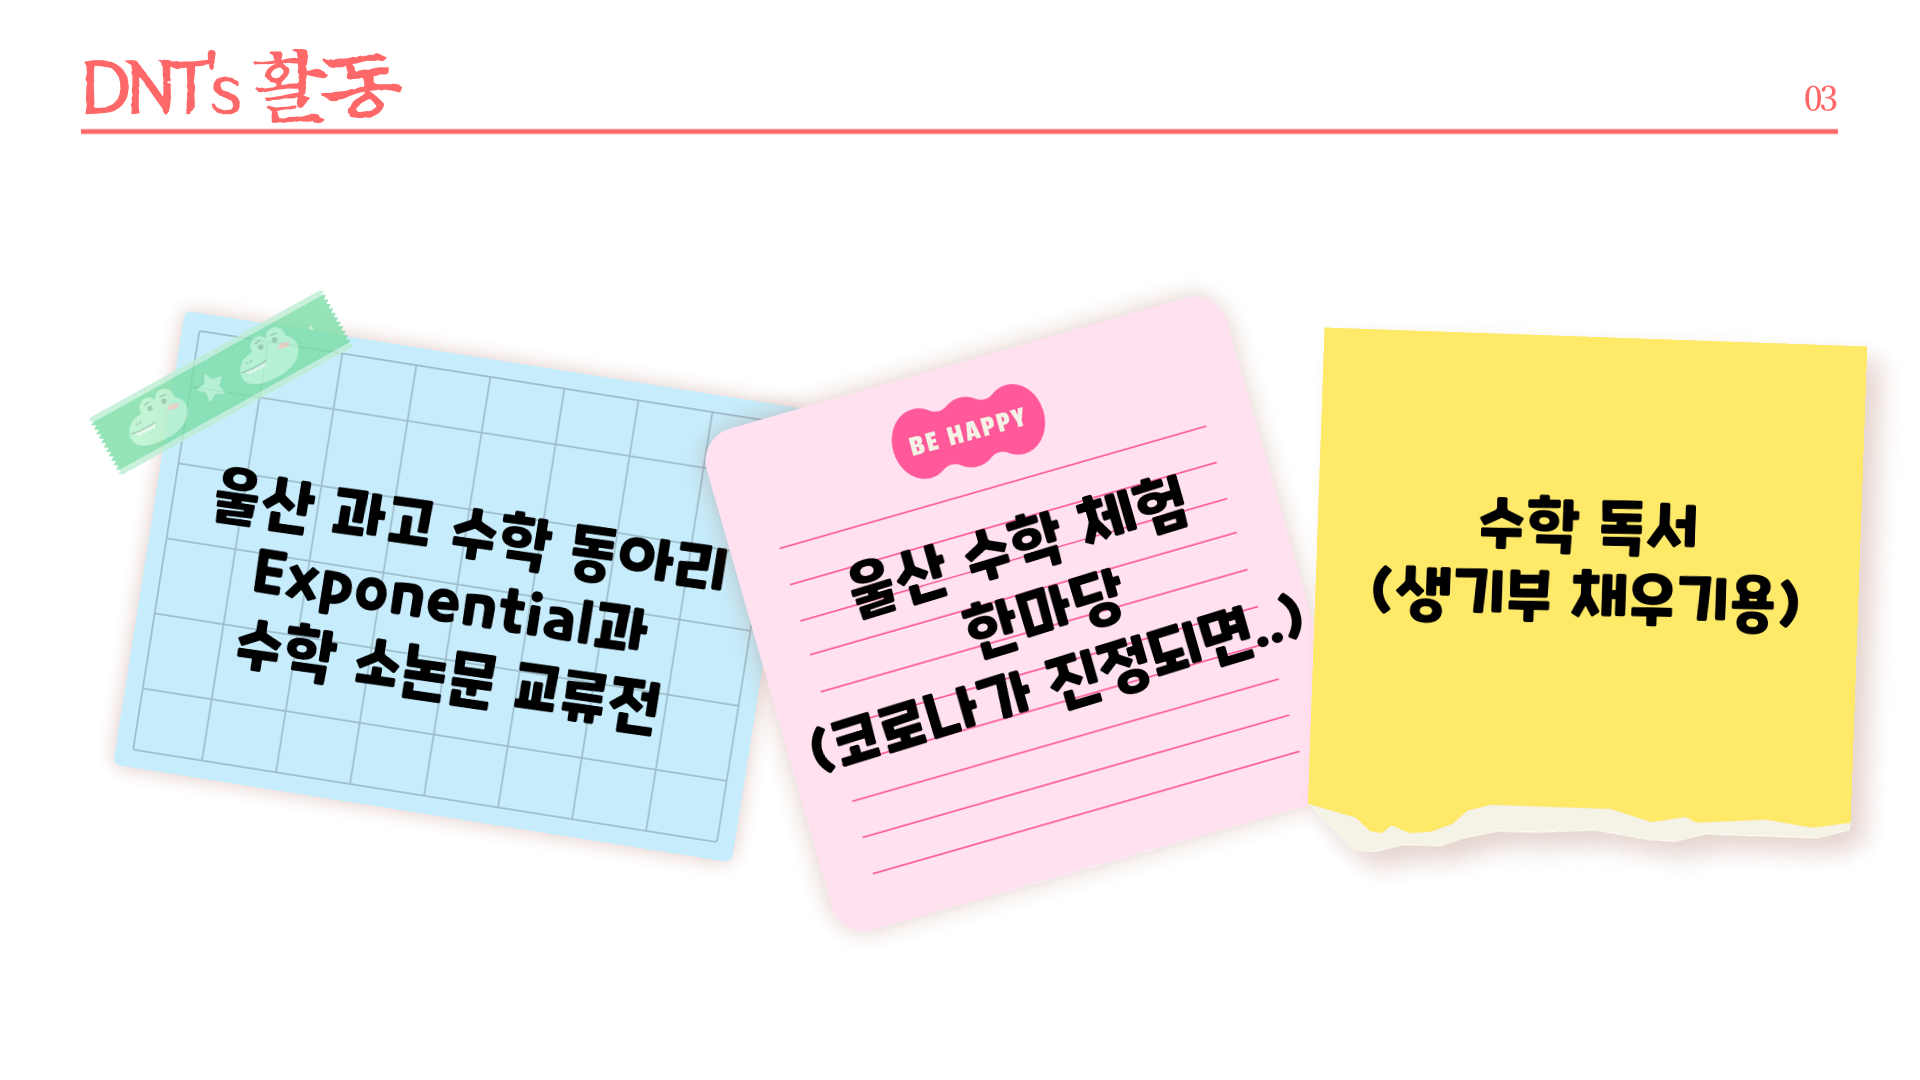 DNT's 활동
03
울산 과고 수학 동아리
Exponential과
수학 소논문 교류전
BE HAPPY
울산 수학 체험
한마당
(코로나가 진정되면..)
수학 독서
(생기부 채우기용)